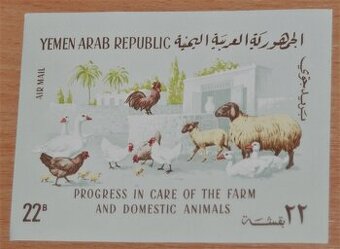 YEMEN ARAB REPUBLIC الجمهورية العربية اليمنية
AIR MAIL
بريد جوي
PROGRESS IN CARE OF THE FARM
AND DOMESTIC ANIMALS
22B
٢٢ بقشة